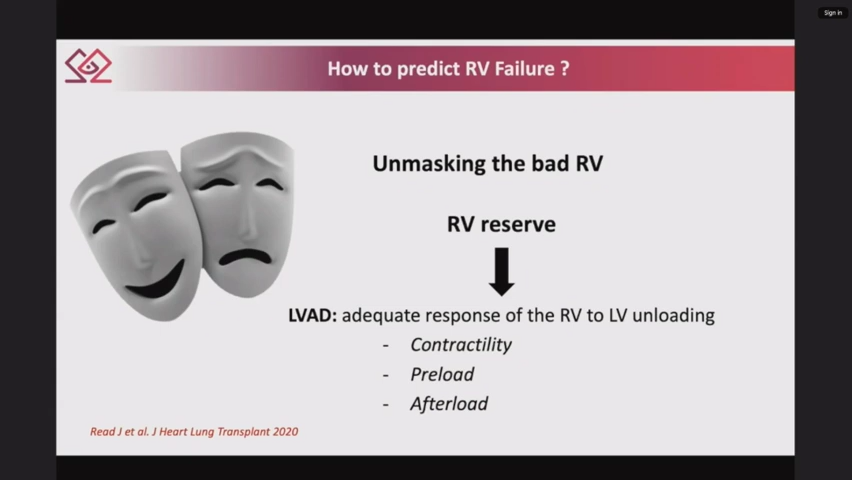 Sign in
How to predict RV Failure ?
Unmasking the bad RV
RV reserve
LVAD: adequate response of the RV to LV unloading
- Contractility
- Preload
- Afterload
Read J et al. J Heart Lung Transplant 2020